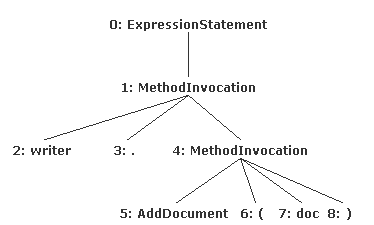 0: ExpressionStatement
1: MethodInvocation
2: writer 3: . 4: MethodInvocation
5: AddDocument 6: ( 7: doc 8: )